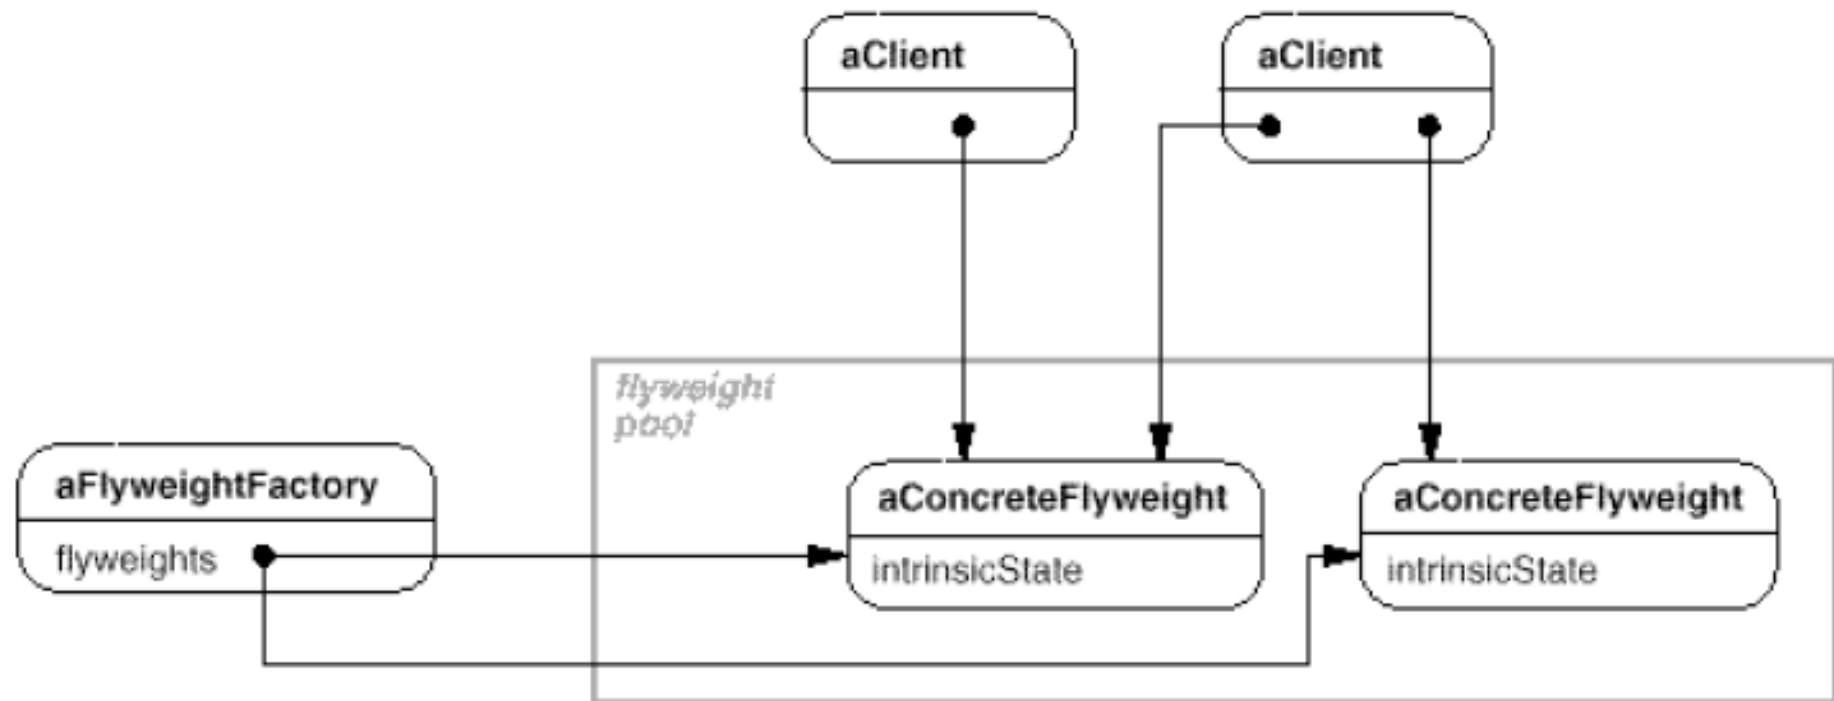 aClient
aClient
flyweight
pool
aFlyweightFactory
flyweights
aConcreteFlyweight
intrinsicState
aConcreteFlyweight
intrinsicState